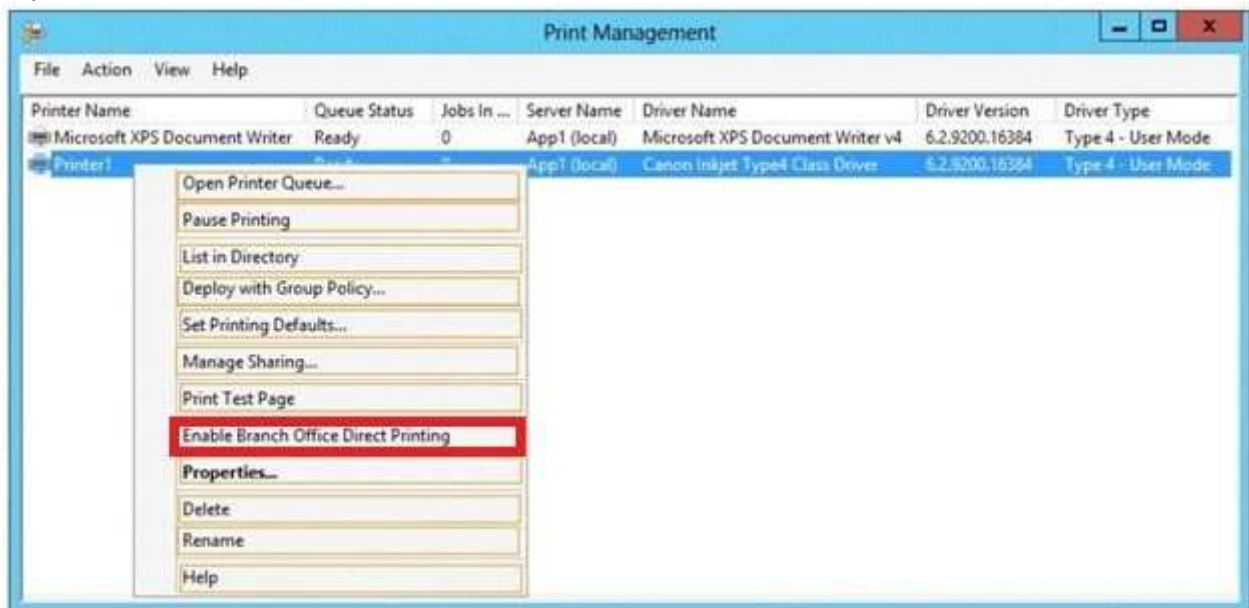 Print Management
File Action View Help
Printer Name Queue Status Jobs In ... Server Name Driver Name Driver Version Driver Type
Microsoft XPS Document Writer Ready 0 App1 (local) Microsoft XPS Document Writer v4 6.2.9200.16384 Type 4 - User Mode
Printer1 App1 (local) Canon Inkjet Type4 Class Driver 6.2.9200.16384 Type 4 - User Mode
Open Printer Queue...
Pause Printing
List in Directory
Deploy with Group Policy...
Set Printing Defaults...
Manage Sharing...
Print Test Page
Enable Branch Office Direct Printing
Properties...
Delete
Rename
Help